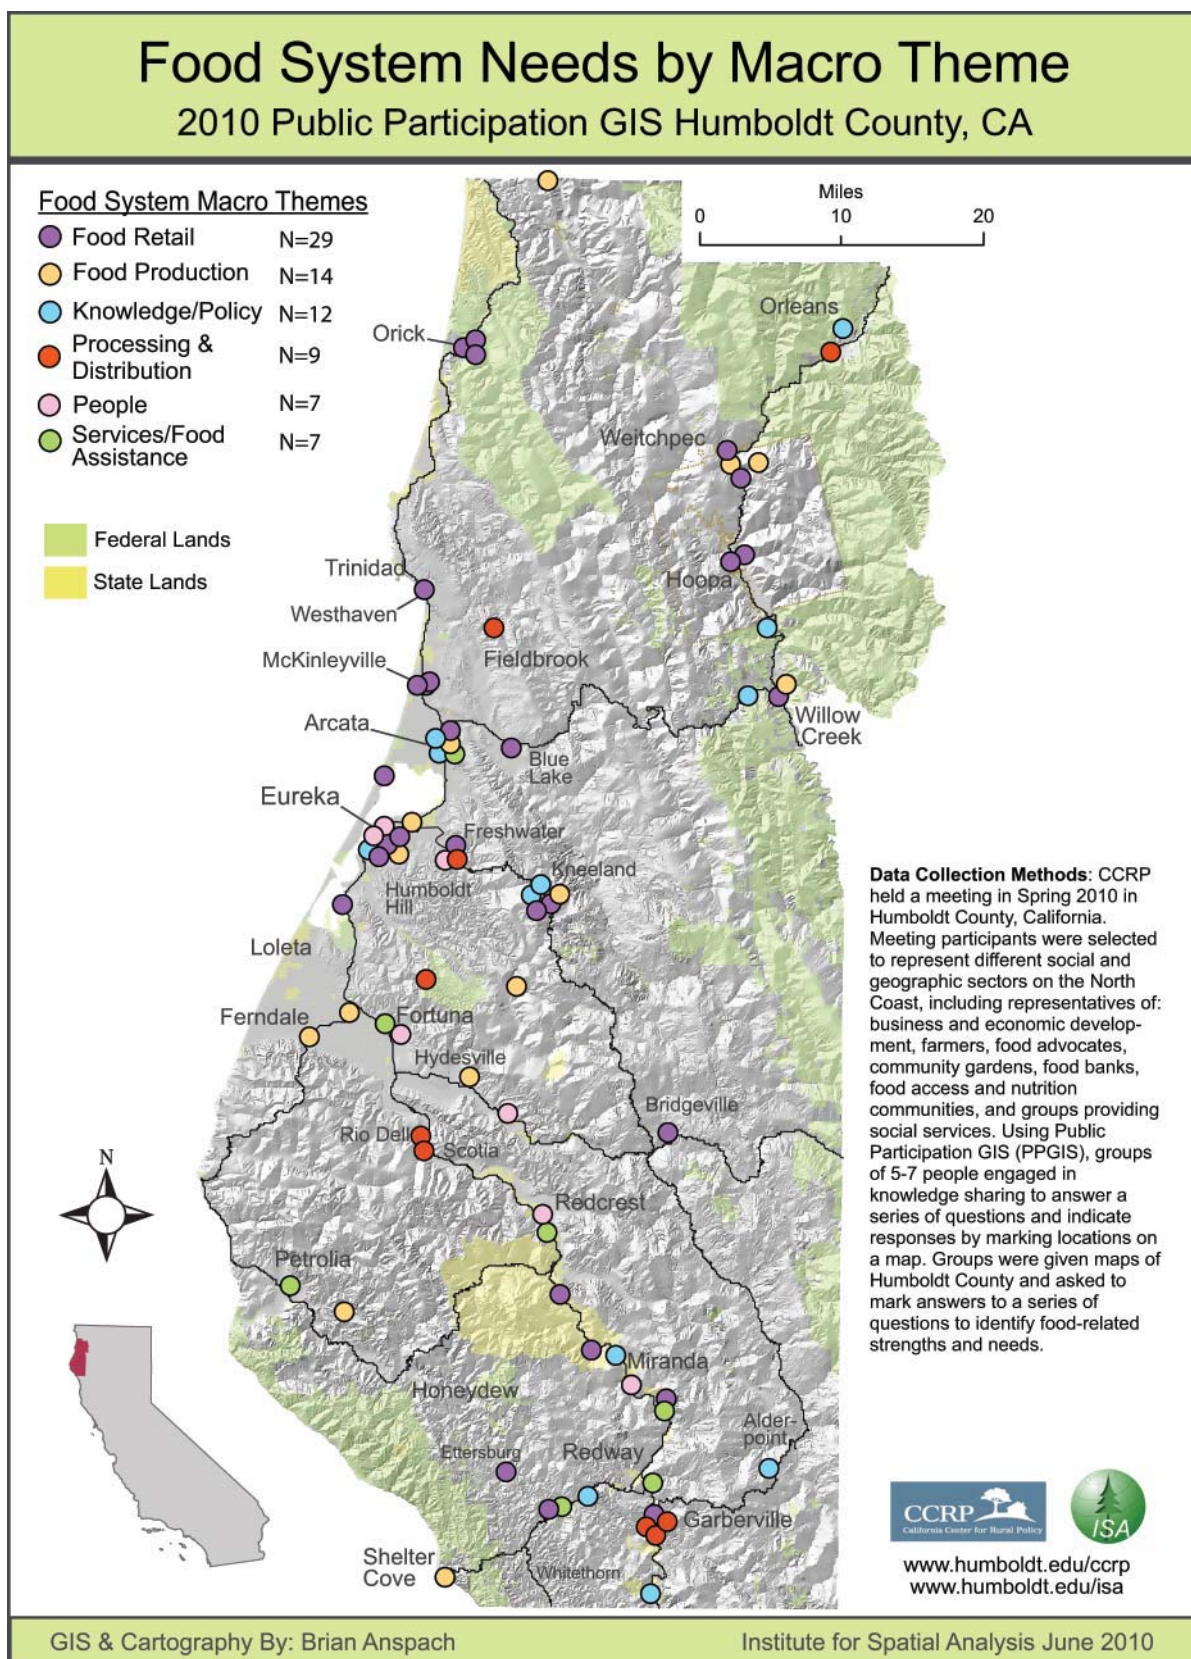 Food System Needs by Macro Theme
2010 Public Participation GIS Humboldt County, CA
Food System Macro Themes
Food Retail N=29
Food Production N=14
Knowledge/Policy N=12
Processing &
Distribution N=9
People N=7
Services/Food
Assistance N=7
Federal Lands
State Lands
Miles
0 10 20
Orleans
Orick
Weitchpec
Hoopa
Trinidad
Westhaven
Fieldbrook
McKinleyville
Willow
Creek
Arcata
Blue
Lake
Eureka
Freshwater
Kneeland
Humboldt
Hill
Loleta
Ferndale
Fortuna
Hydesville
Bridgeville
Rio Dell
Scotia
Redcrest
Petrolia
Miranda
Honeydew
Alder-
point
Ettersburg
Redway
Garberville
Shelter
Cove
Whitethorn
N
Data Collection Methods: CCRP
held a meeting in Spring 2010 in
Humboldt County, California.
Meeting participants were selected
to represent different social and
geographic sectors on the North
Coast, including representatives of:
business and economic develop-
ment, farmers, food advocates,
community gardens, food banks,
food access and nutrition
communities, and groups providing
social services. Using Public
Participation GIS (PPGIS), groups
of 5-7 people engaged in
knowledge sharing to answer a
series of questions and indicate
responses by marking locations on
a map. Groups were given maps of
Humboldt County and asked to
mark answers to a series of
questions to identify food-related
strengths and needs.
CCRP
California Center for Rural Policy
ISA
www.humboldt.edu/ccrp
www.humboldt.edu/isa
GIS & Cartography By: Brian Anspach
Institute for Spatial Analysis June 2010